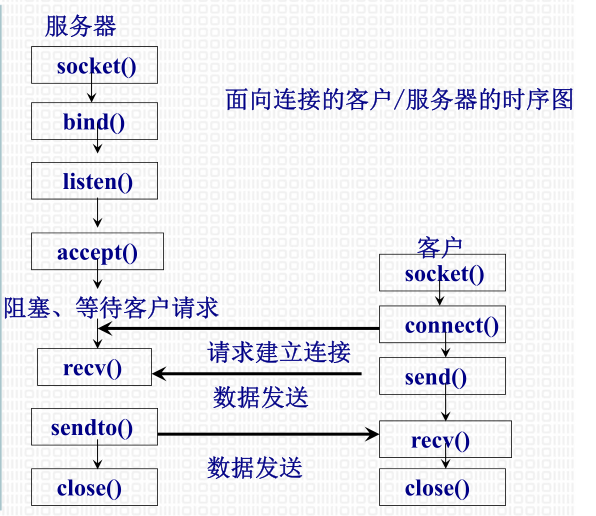 服务器
socket()
面向连接的客户/服务器的时序图
bind()
listen()
accept()
客户
socket()
阻塞、等待客户请求
connect()
请求建立连接
recv()
send()
数据发送
sendto()
recv()
数据发送
close()
close()